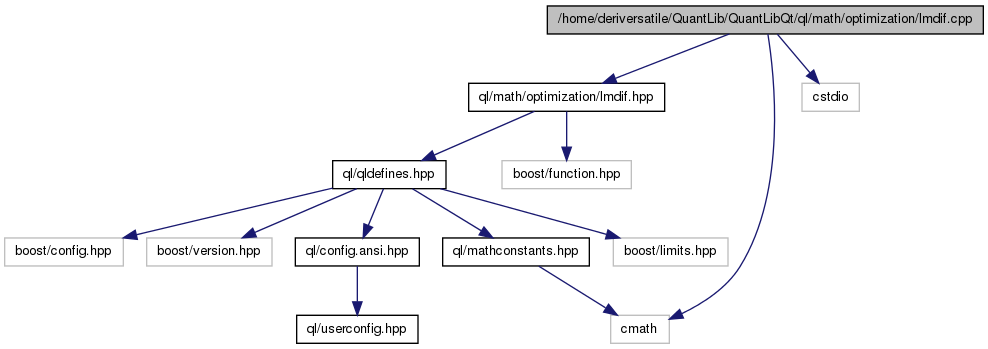 /home/deriversatile/QuantLib/QuantLibQt/ql/math/optimization/lmdif.cpp
ql/math/optimization/lmdif.hpp
cstdio
ql/qldefines.hpp
boost/function.hpp
boost/config.hpp
boost/version.hpp
ql/config.ansi.hpp
ql/mathconstants.hpp
boost/limits.hpp
ql/userconfig.hpp
cmath